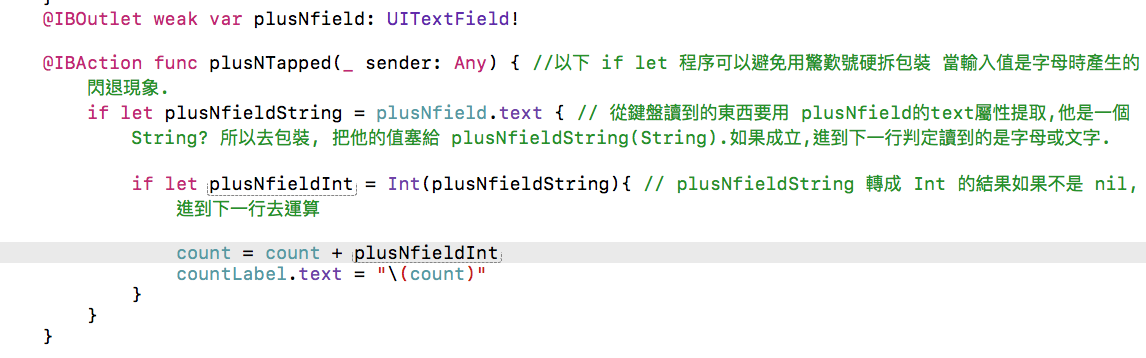 }
@IBOutlet weak var plusNfield: UITextField!
@IBAction func plusNTapped(_ sender: Any) { //以下 if let 程序可以避免用驚歎號硬拆包裝 當輸入值是字母時產生的
閃退現象.
if let plusNfieldString = plusNfield.text { // 從鍵盤讀到的東西要用 plusNfield的text屬性提取,他是一個
String? 所以去包裝, 把他的值塞給 plusNfieldString(String).如果成立,進到下一行判定讀到的是字母或文字.
if let plusNfieldInt = Int(plusNfieldString){ // plusNfieldString 轉成 Int 的結果如果不是 nil,
進到下一行去運算
count = count + plusNfieldInt
countLabel.text = "\(count)"
}
}
}